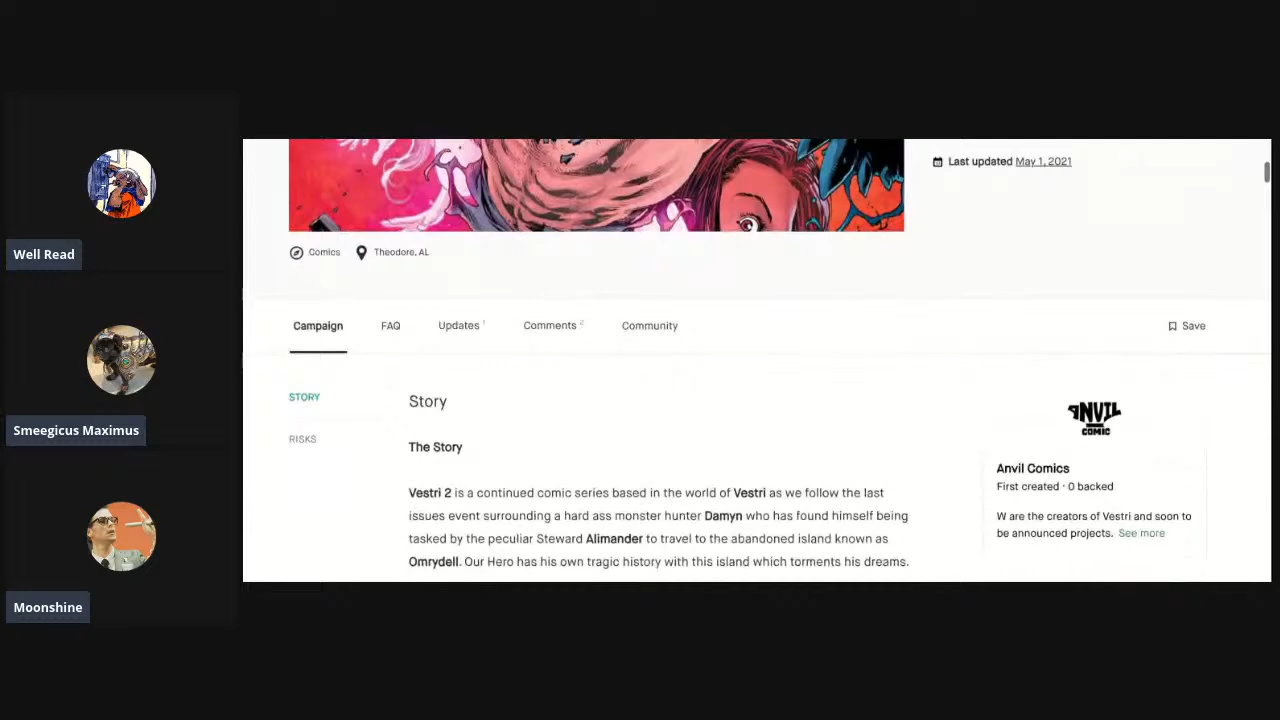 Well Read
Smeegicus Maximus
Moonshine
Last updated May 1, 2021
Comics Theodore, AL
Campaign FAQ Updates 1 Comments 2 Community Save
STORY
RISKS
Story
The Story
Vestri 2 is a continued comic series based in the world of Vestri as we follow the last
issues event surrounding a hard ass monster hunter Damyn who has found himself being
tasked by the peculiar Steward Alimander to travel to the abandoned island known as
Omrydell. Our Hero has his own tragic history with this island which torments his dreams.
ANVIL
COMIC
Anvil Comics
First created · 0 backed
W are the creators of Vestri and soon to
be announced projects. See more